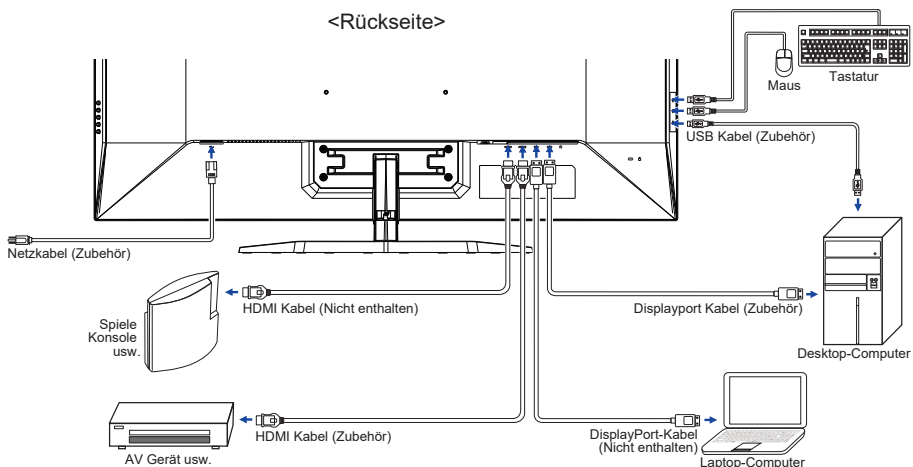 <Rückseite>
Maus
Tastatur
USB Kabel (Zubehör)
Netzkabel (Zubehör)
HDMI Kabel (Nicht enthalten)
Displayport Kabel (Zubehör)
Spiele
Konsole
usw.
Desktop-Computer
HDMI Kabel (Zubehör)
DisplayPort-Kabel
(Nicht enthalten)
AV Gerät usw.
Laptop-Computer